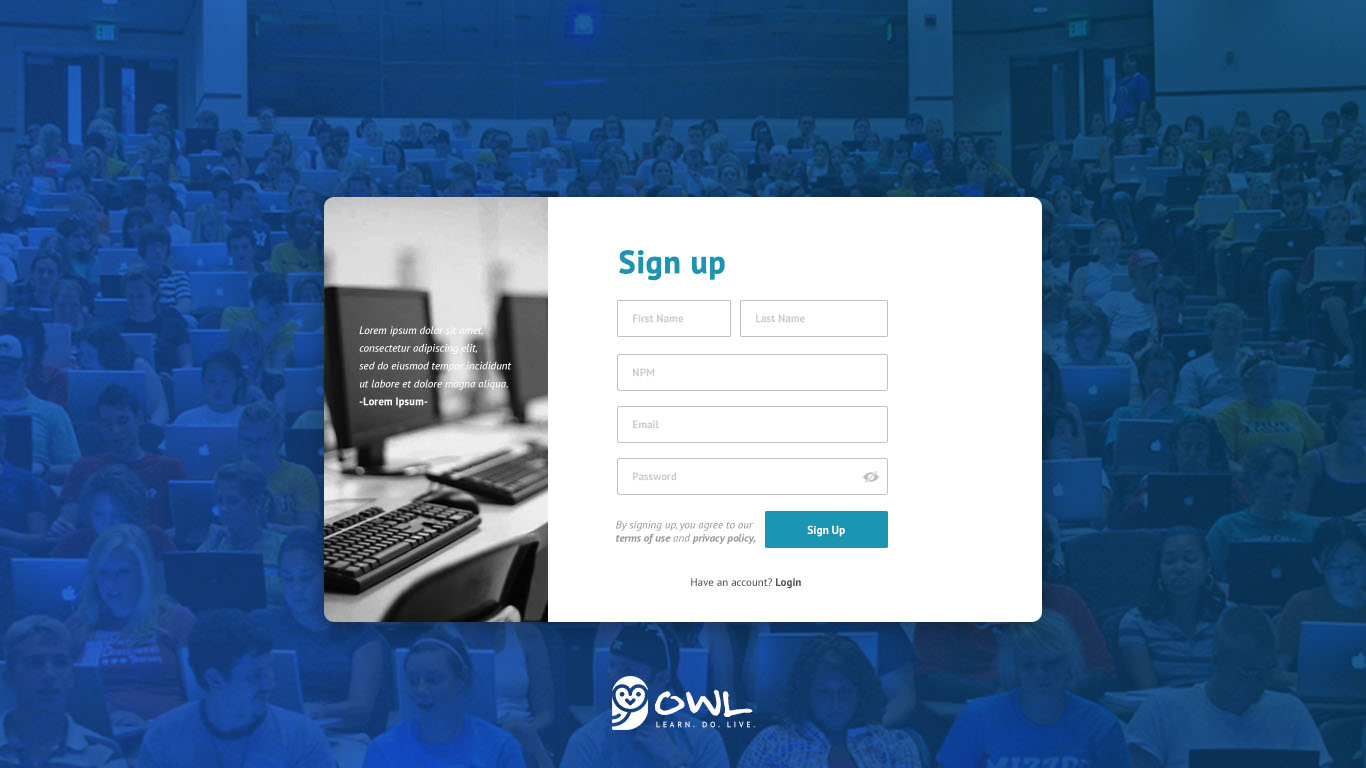 Sign up
First Name
Last Name
Lorem ipsum dolor sit amet,
consectetur adipiscing elit,
sed do eiusmod tempor incididunt
ut labore et dolore magna aliqua.
-Lorem Ipsum-
NPM
Email
Password
By signing up, you agree to our
terms of use and privacy policy,
Sign Up
Have an account? Login
OWL
LEARN. DO. LIVE.
MIZZOU